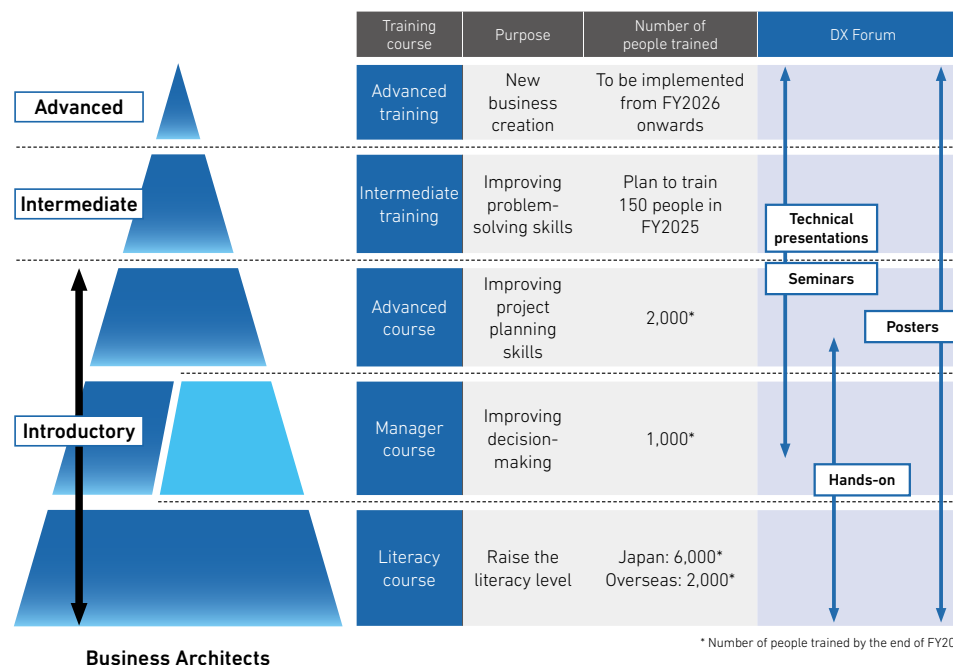 Training
course
Purpose
Number of
people trained
DX Forum
Advanced
Advanced
training
New
business
creation
To be implemented
from FY2026
onwards
Intermediate
Intermediate
training
Improving
problem-
solving skills
Plan to train
150 people in
FY2025
Technical
presentations
Seminars
Advanced
course
Improving
project
planning
skills
2,000*
Posters
Introductory
Manager
course
Improving
decision-
making
1,000*
Hands-on
Literacy
course
Raise the
literacy level
Japan: 6,000*
Overseas: 2,000*
* Number of people trained by the end of
Business Architects